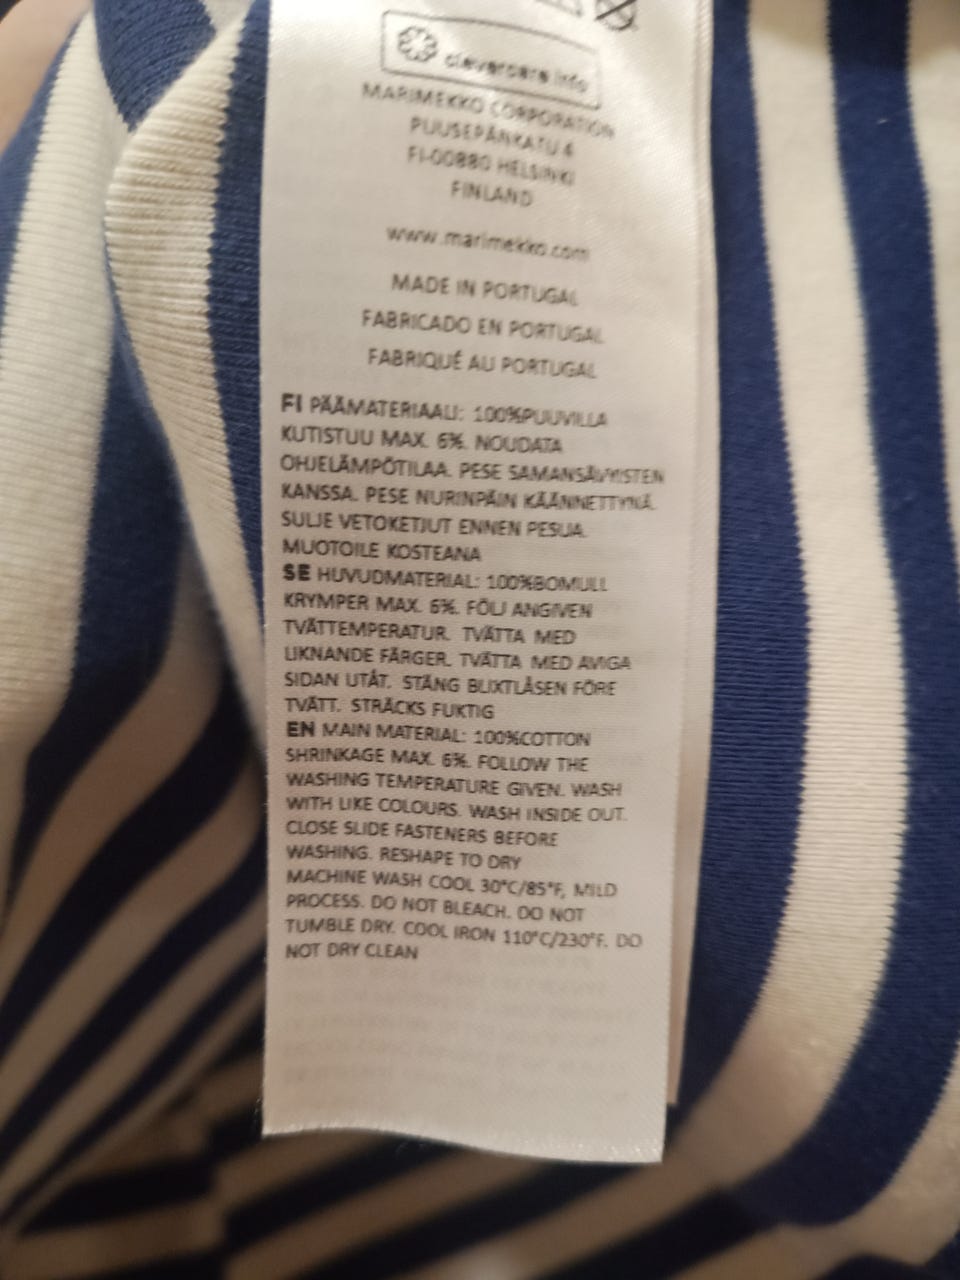 clevercare.info
MARIMEKKO CORPORATION
PUUSEPÄNKATU 4
FI-00880 HELSINKI
FINLAND
www.marimekko.com
MADE IN PORTUGAL
FABRICADO EN PORTUGAL
FABRIQUÉ AU PORTUGAL
FI PÄÄMATERIAALI: 100%PUUVILLA
KUTISTUU MAX. 6%. NOUDATA
OHJELÄMPÖTILAA. PESE SAMANSÄVYISTEN
KANSSA. PESE NURINPÄIN KÄÄNNETTYNÄ.
SULJE VETOKETJUT ENNEN PESUA.
MUOTOILE KOSTEANA
SE HUVUDMATERIAL: 100%BOMULL
KRYMPER MAX. 6%. FÖLJ ANGIVEN
TVÄTTEMPERATUR. TVÄTTA MED
LIKNANDE FÄRGER. TVÄTTA MED AVIGA
SIDAN UTÅT. STÄNG BLIXTLÅSEN FÖRE
TVÄTT. STRÄCKS FUKTIG
EN MAIN MATERIAL: 100%COTTON
SHRINKAGE MAX. 6%. FOLLOW THE
WASHING TEMPERATURE GIVEN. WASH
WITH LIKE COLOURS. WASH INSIDE OUT.
CLOSE SLIDE FASTENERS BEFORE
WASHING. RESHAPE TO DRY
MACHINE WASH COOL 30°C/85°F, MILD
PROCESS. DO NOT BLEACH. DO NOT
TUMBLE DRY. COOL IRON 110°C/230°F. DO
NOT DRY CLEAN